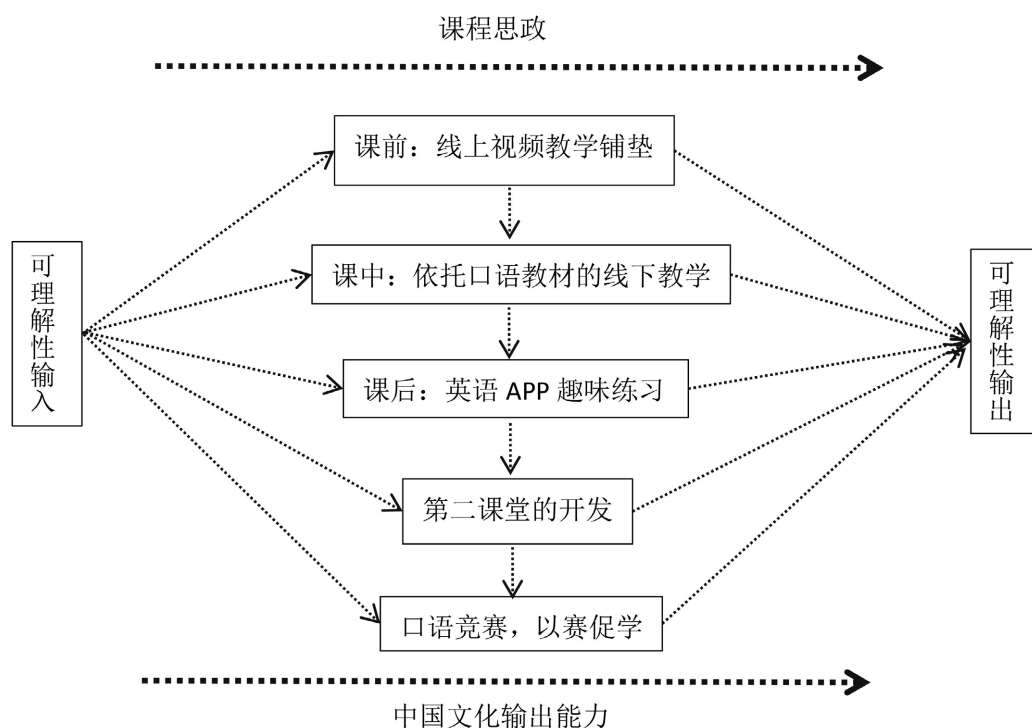 课程思政
课前：线上视频教学铺垫
课中：依托口语教材的线下教学
可理解性输入
可理解性输出
课后：英语 APP 趣味练习
第二课堂的开发
口语竞赛，以赛促学
中国文化输出能力